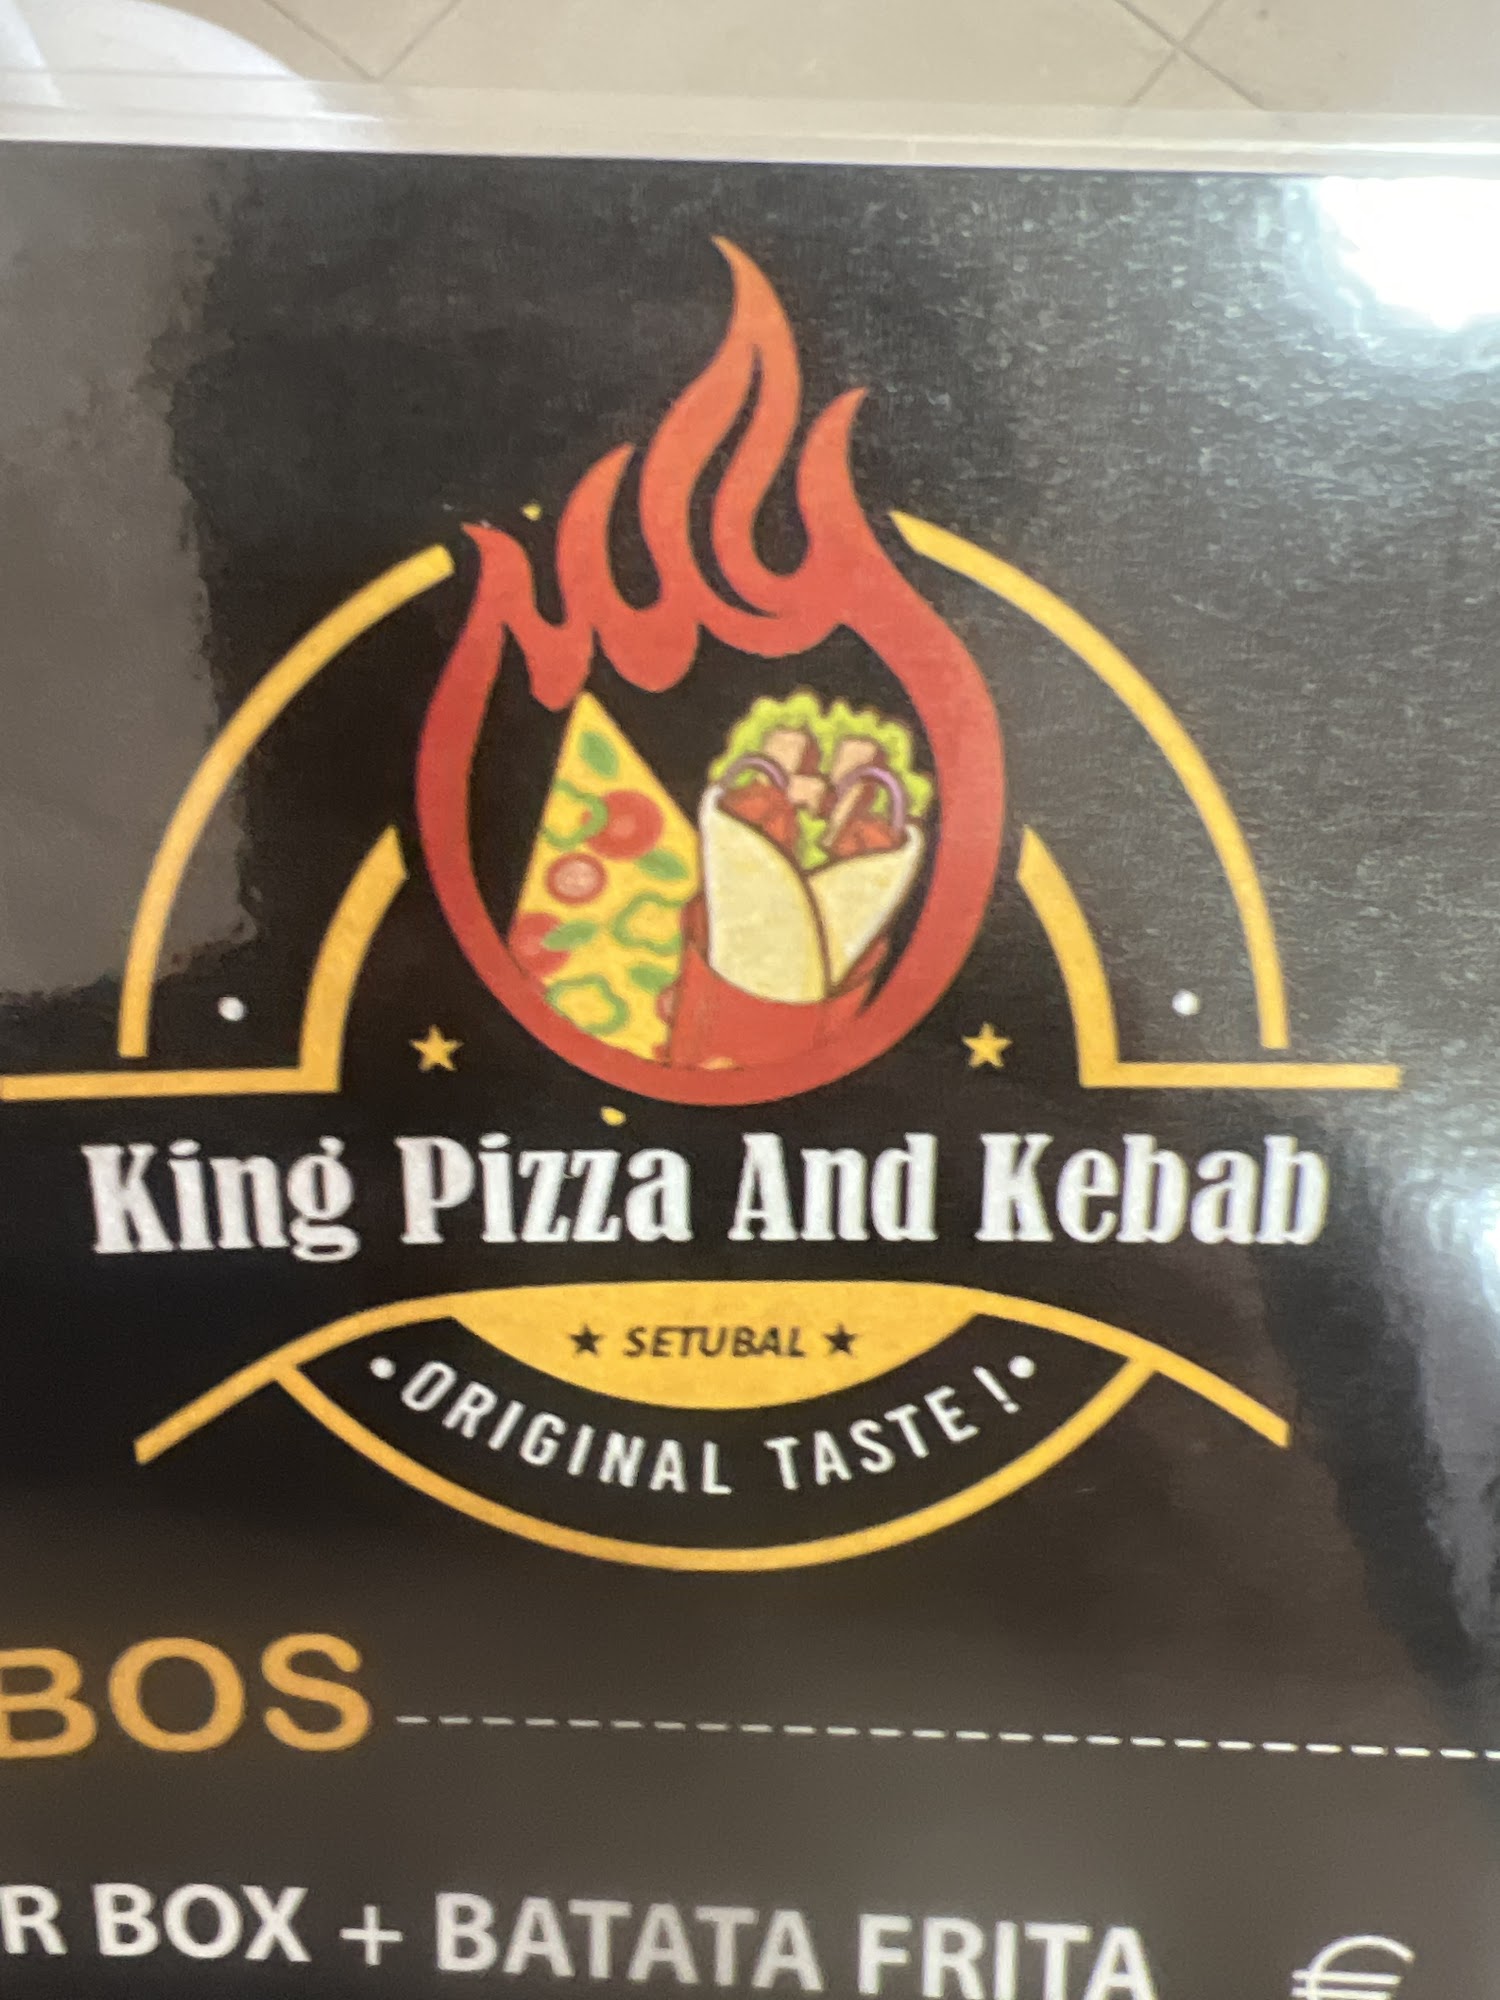 King Pizza And Kebab
★ SETUBAL ★
• ORIGINAL TASTE ! •
BOS
R BOX + BATATA FRITA €